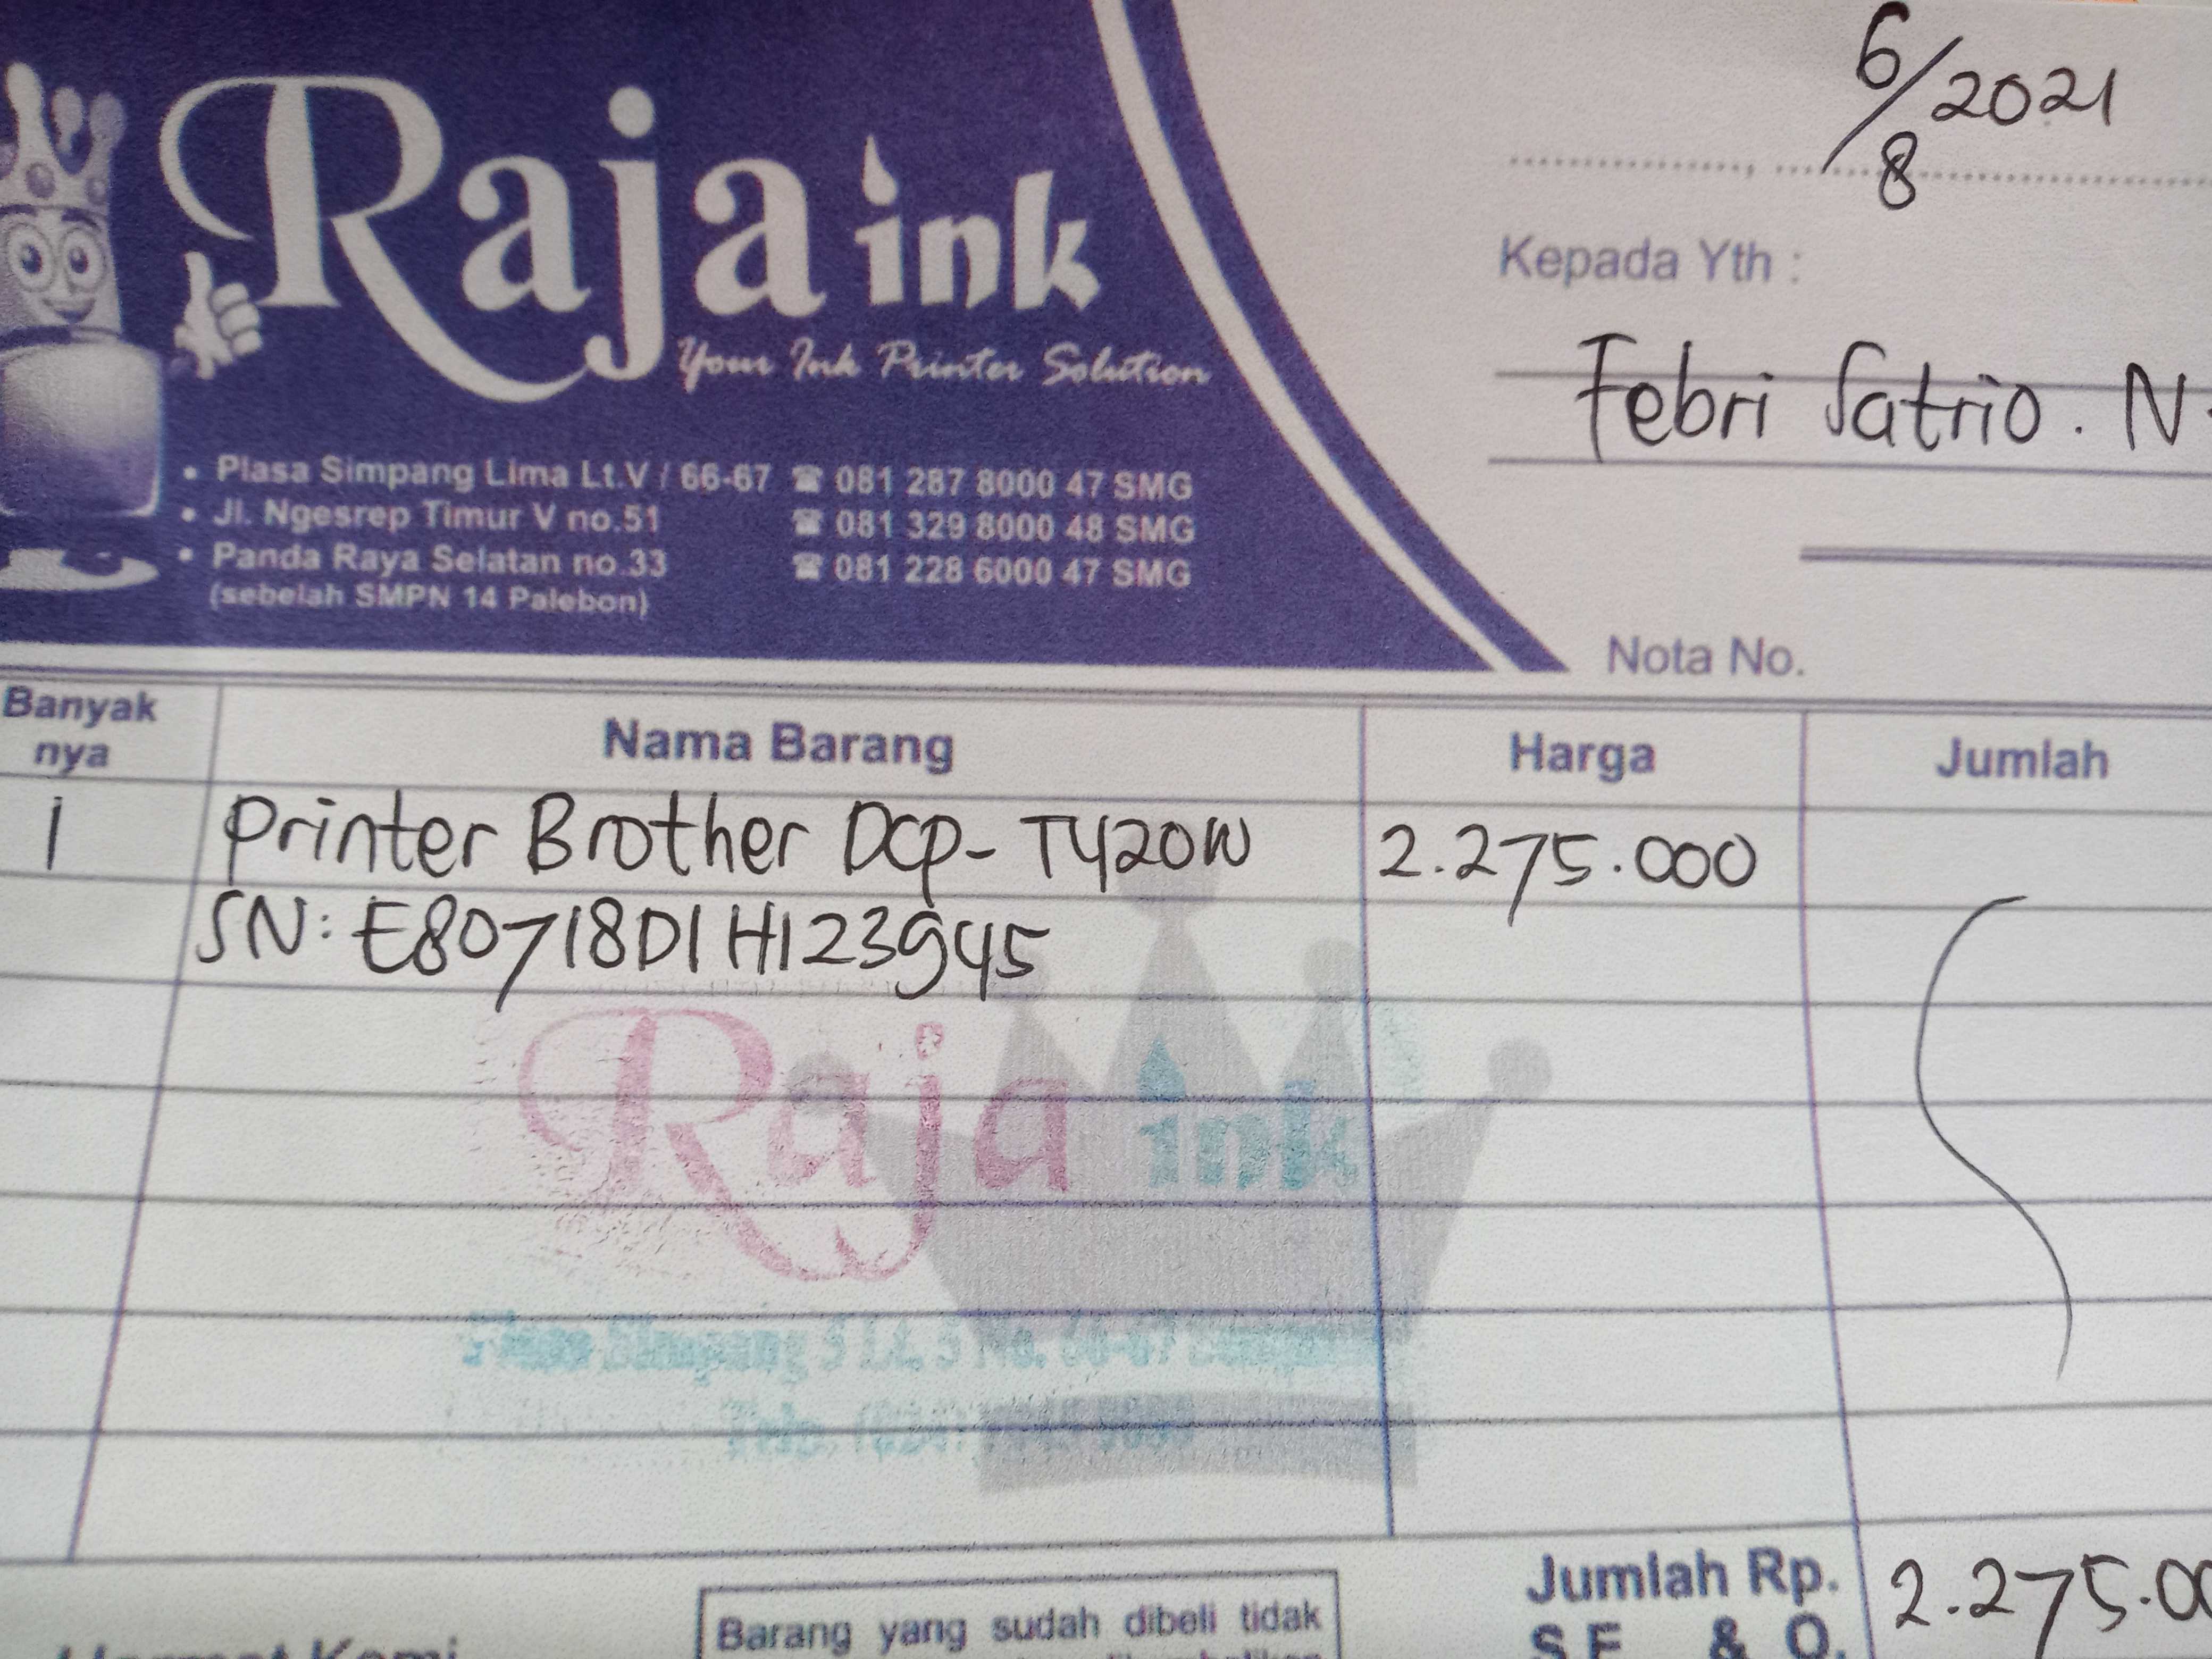 6/8 2021
Raja ink
Your Ink Printer Solution
• Plasa Simpang Lima Lt.V / 66-67 ☎ 081 287 8000 47 SMG
• Jl. Ngesrep Timur V no.51 ☎ 081 329 8000 48 SMG
• Panda Raya Selatan no.33 ☎ 081 228 6000 47 SMG
(sebelah SMPN 14 Palebon)
Kepada Yth :
Febri Satrio . N
Nota No.
Banyak nya Nama Barang Harga Jumlah
1 Printer Brother DCP- T420W 2.275.000
SN: E80718D1H123945
Raja ink
Jumlah Rp. 2.275.00
Barang yang sudah dibeli tidak
S.E & O.